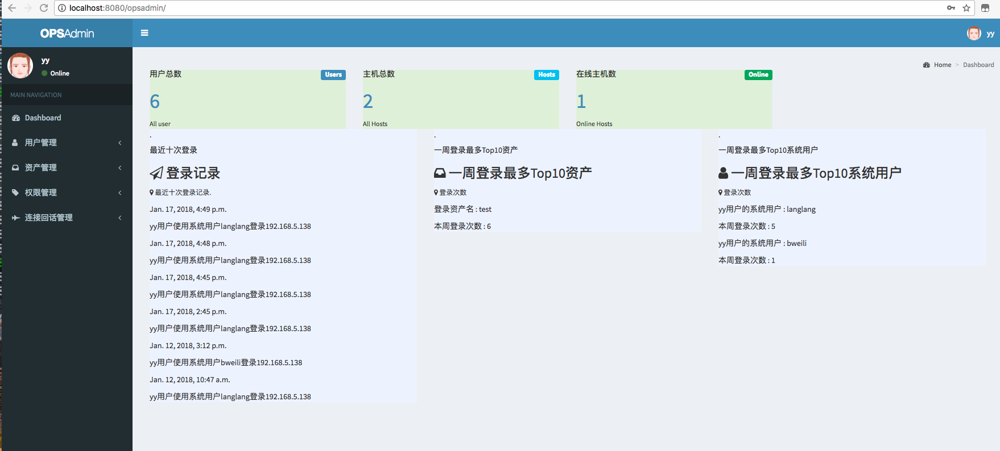 localhost:8080/opsadmin/
OPSAdmin
yy
yy
Online
MAIN NAVIGATION
Dashboard
用户管理
资产管理
权限管理
连接回话管理
Home > Dashboard
用户总数 Users
6
All user
主机总数 Hosts
2
All Hosts
在线主机数 Online
1
Online Hosts
.
最近十次登录
登录记录
最近十次登录记录.
Jan. 17, 2018, 4:49 p.m.
yy用户使用系统用户langlang登录192.168.5.138
Jan. 17, 2018, 4:48 p.m.
yy用户使用系统用户langlang登录192.168.5.138
Jan. 17, 2018, 4:45 p.m.
yy用户使用系统用户langlang登录192.168.5.138
Jan. 17, 2018, 2:45 p.m.
yy用户使用系统用户langlang登录192.168.5.138
Jan. 12, 2018, 3:12 p.m.
yy用户使用系统用户bweili登录192.168.5.138
Jan. 12, 2018, 10:47 a.m.
yy用户使用系统用户langlang登录192.168.5.138
.
一周登录最多Top10资产
一周登录最多Top10资产
登录次数
登录资产名 : test
本周登录次数 : 6
.
一周登录最多Top10系统用户
一周登录最多Top10系统用户
登录次数
yy用户的系统用户 : langlang
本周登录次数 : 5
yy用户的系统用户 : bweili
本周登录次数 : 1